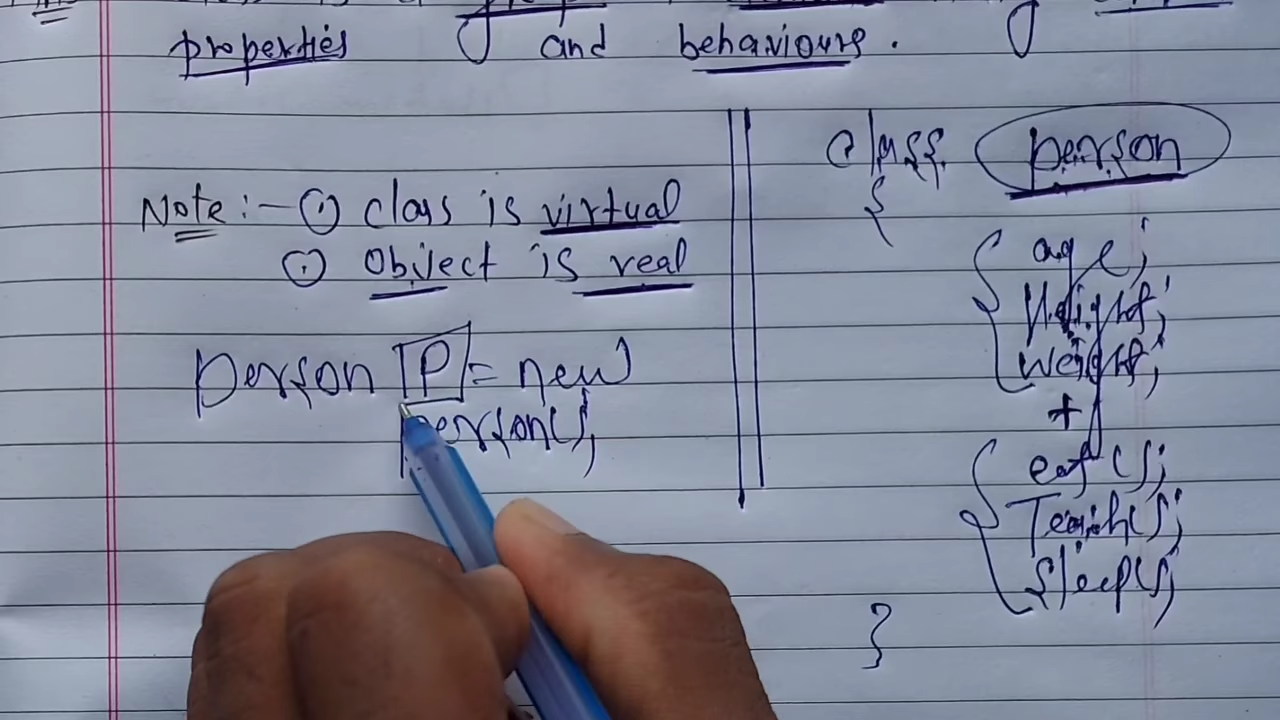 properties and behaviours.
Note:- ① class is virtual
① Object is real
person P = new
person();
class person
{
age;
Height;
Weight;
+
eat();
Teach();
Sleep();
}